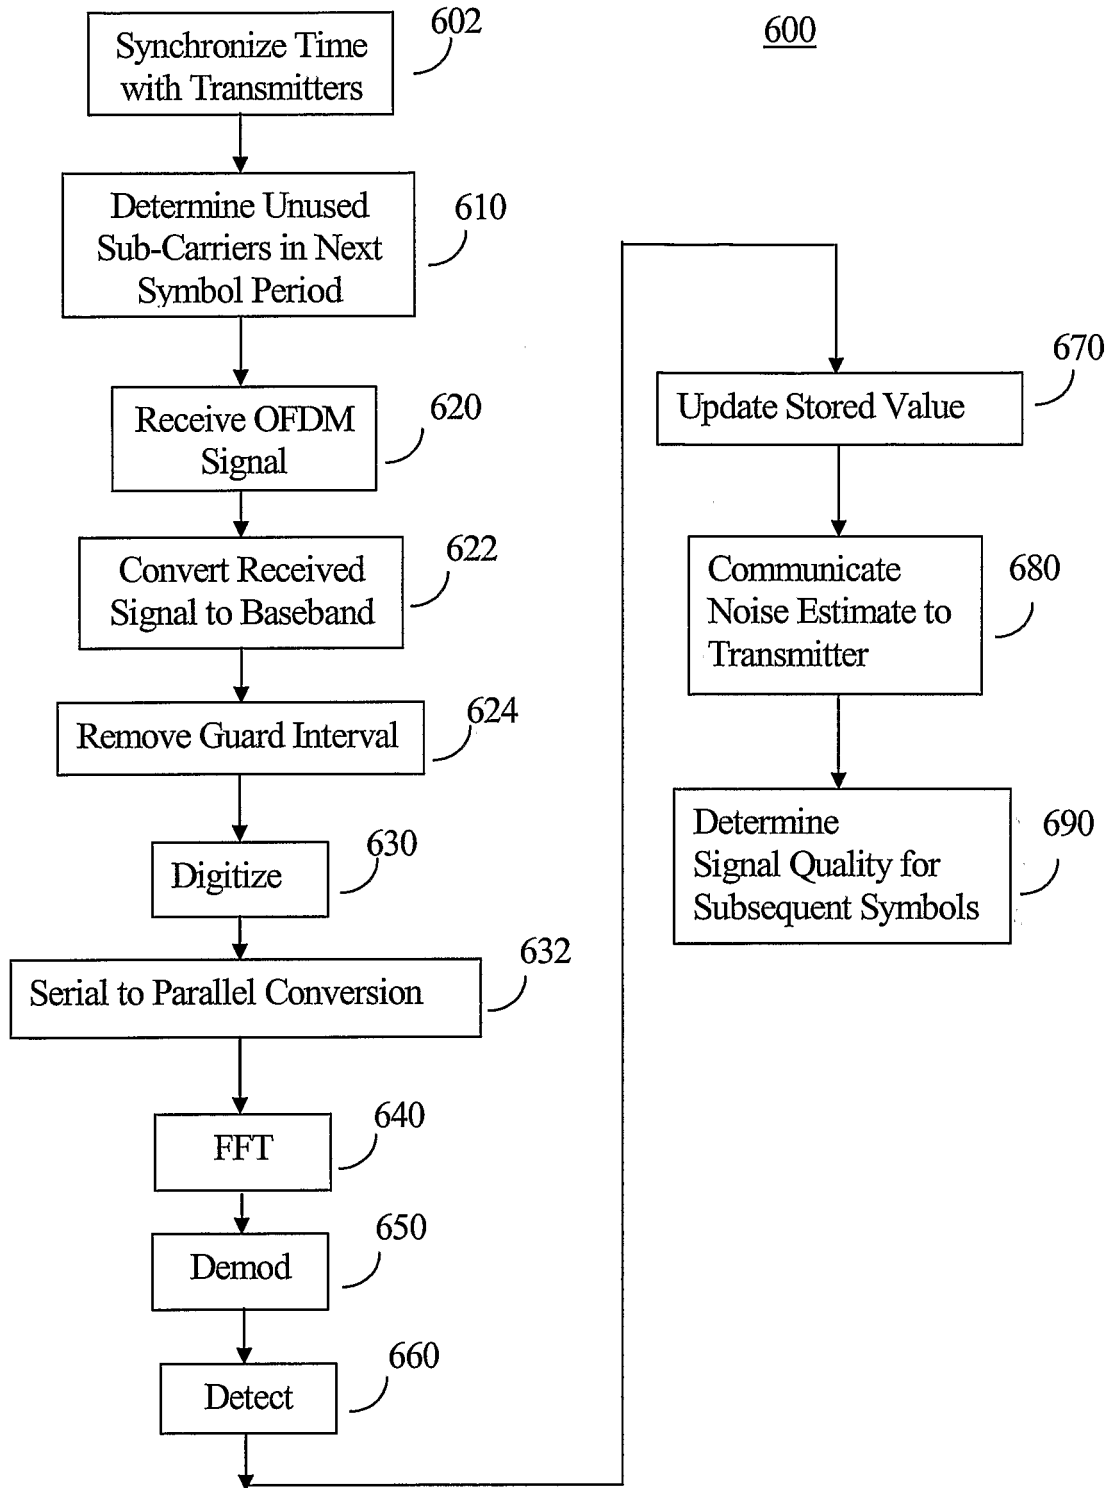 600
602
Synchronize Time
with Transmitters
610
Determine Unused
Sub-Carriers in Next
Symbol Period
620
Receive OFDM
Signal
622
Convert Received
Signal to Baseband
624
Remove Guard Interval
630
Digitize
632
Serial to Parallel Conversion
640
FFT
650
Demod
660
Detect
670
Update Stored Value
680
Communicate
Noise Estimate to
Transmitter
690
Determine
Signal Quality for
Subsequent Symbols